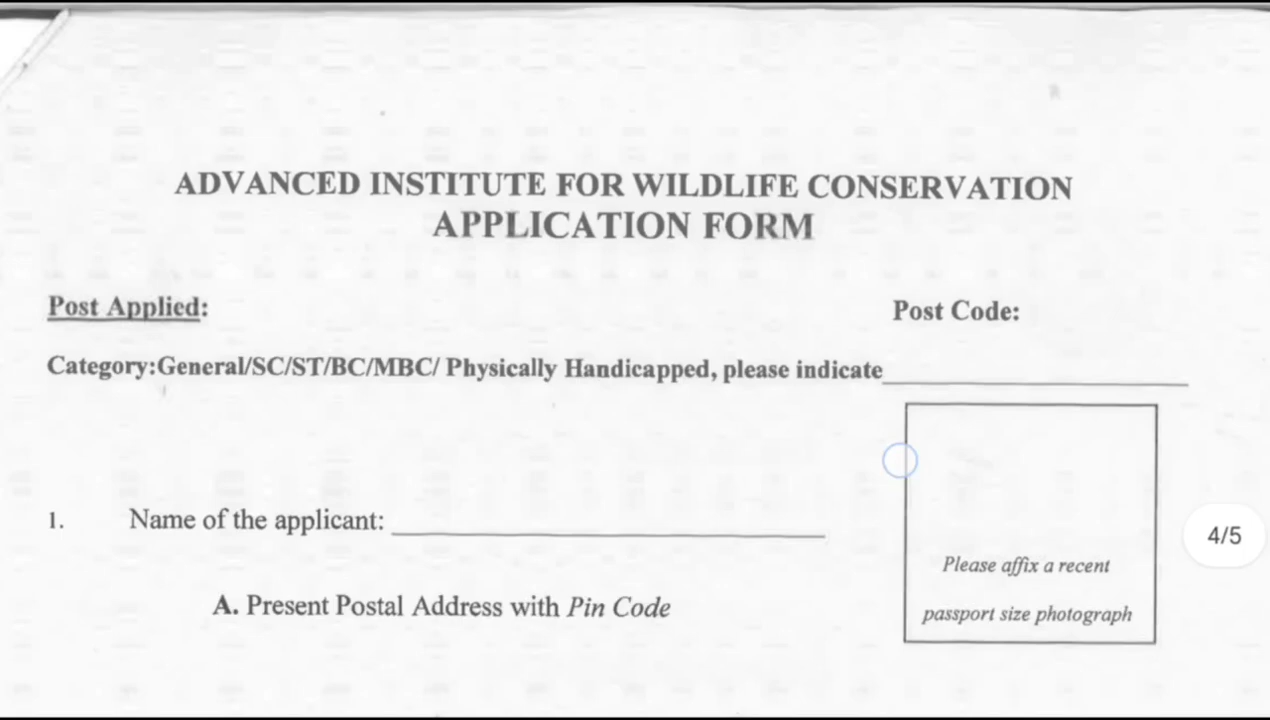 ADVANCED INSTITUTE FOR WILDLIFE CONSERVATION
APPLICATION FORM
Post Applied: Post Code:
Category:General/SC/ST/BC/MBC/ Physically Handicapped, please indicate
1. Name of the applicant:
A. Present Postal Address with Pin Code
Please affix a recent
passport size photograph
4/5